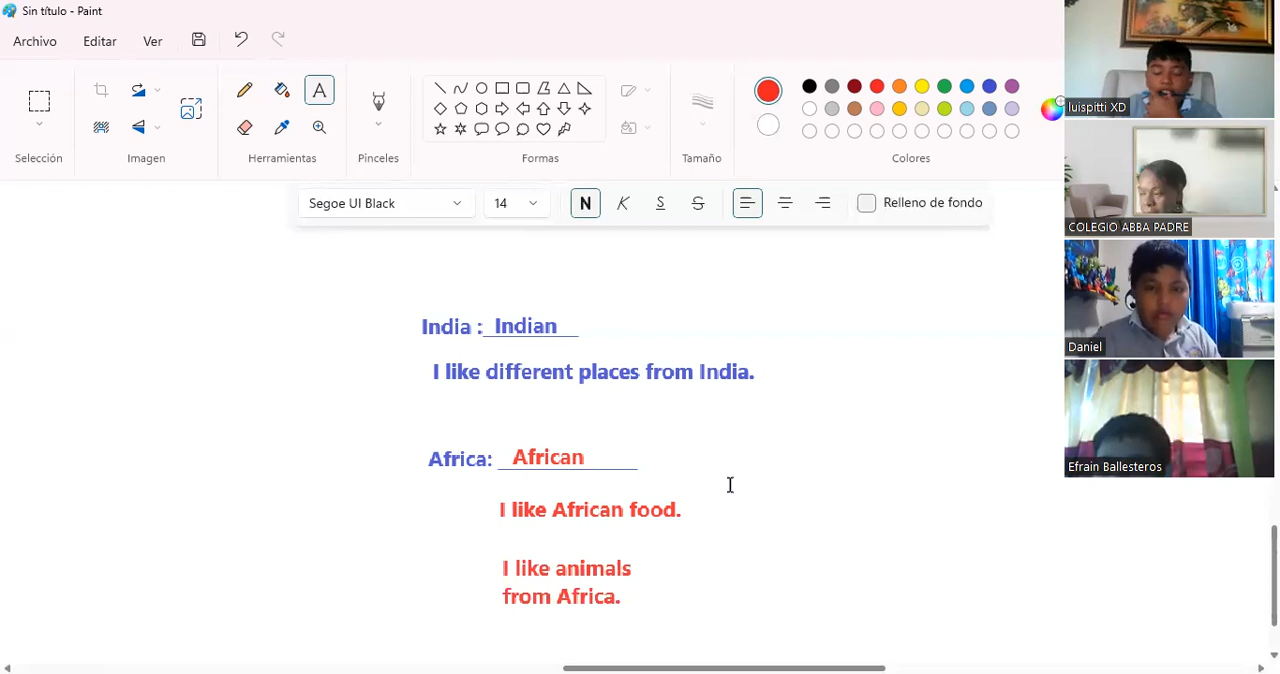 Sin título - Paint
Archivo Editar Ver
Selección Imagen Herramientas Pinceles Formas Tamaño Colores
Segoe UI Black 14 N K S S Relleno de fondo
India : Indian
I like different places from India.
Africa: African
I like African food.
I like animals
from Africa.
luispitti XD
COLEGIO ABBA PADRE
Daniel
Efrain Ballesteros